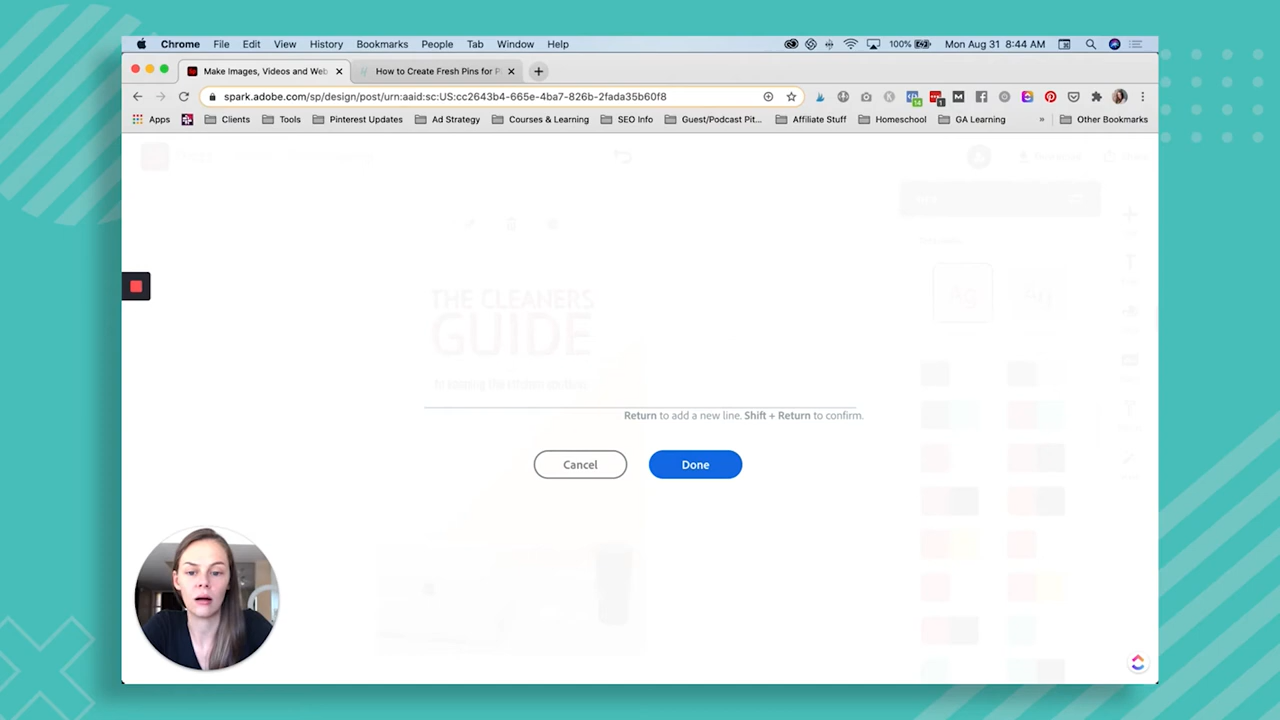 Chrome File Edit View History Bookmarks People Tab Window Help 100% Mon Aug 31 8:44 AM
Make Images, Videos and Web How to Create Fresh Pins for P
spark.adobe.com/sp/design/post/urn:aaid:sc:US:cc2643b4-665e-4ba7-826b-2fada35b60f8 14 1
Apps Clients Tools Pinterest Updates Ad Strategy Courses & Learning SEO Info Guest/Podcast Pit... Affiliate Stuff Homeschool GA Learning » Other Bookmarks
THE CLEANERS
GUIDE
Return to add a new line. Shift + Return to confirm.
Cancel Done